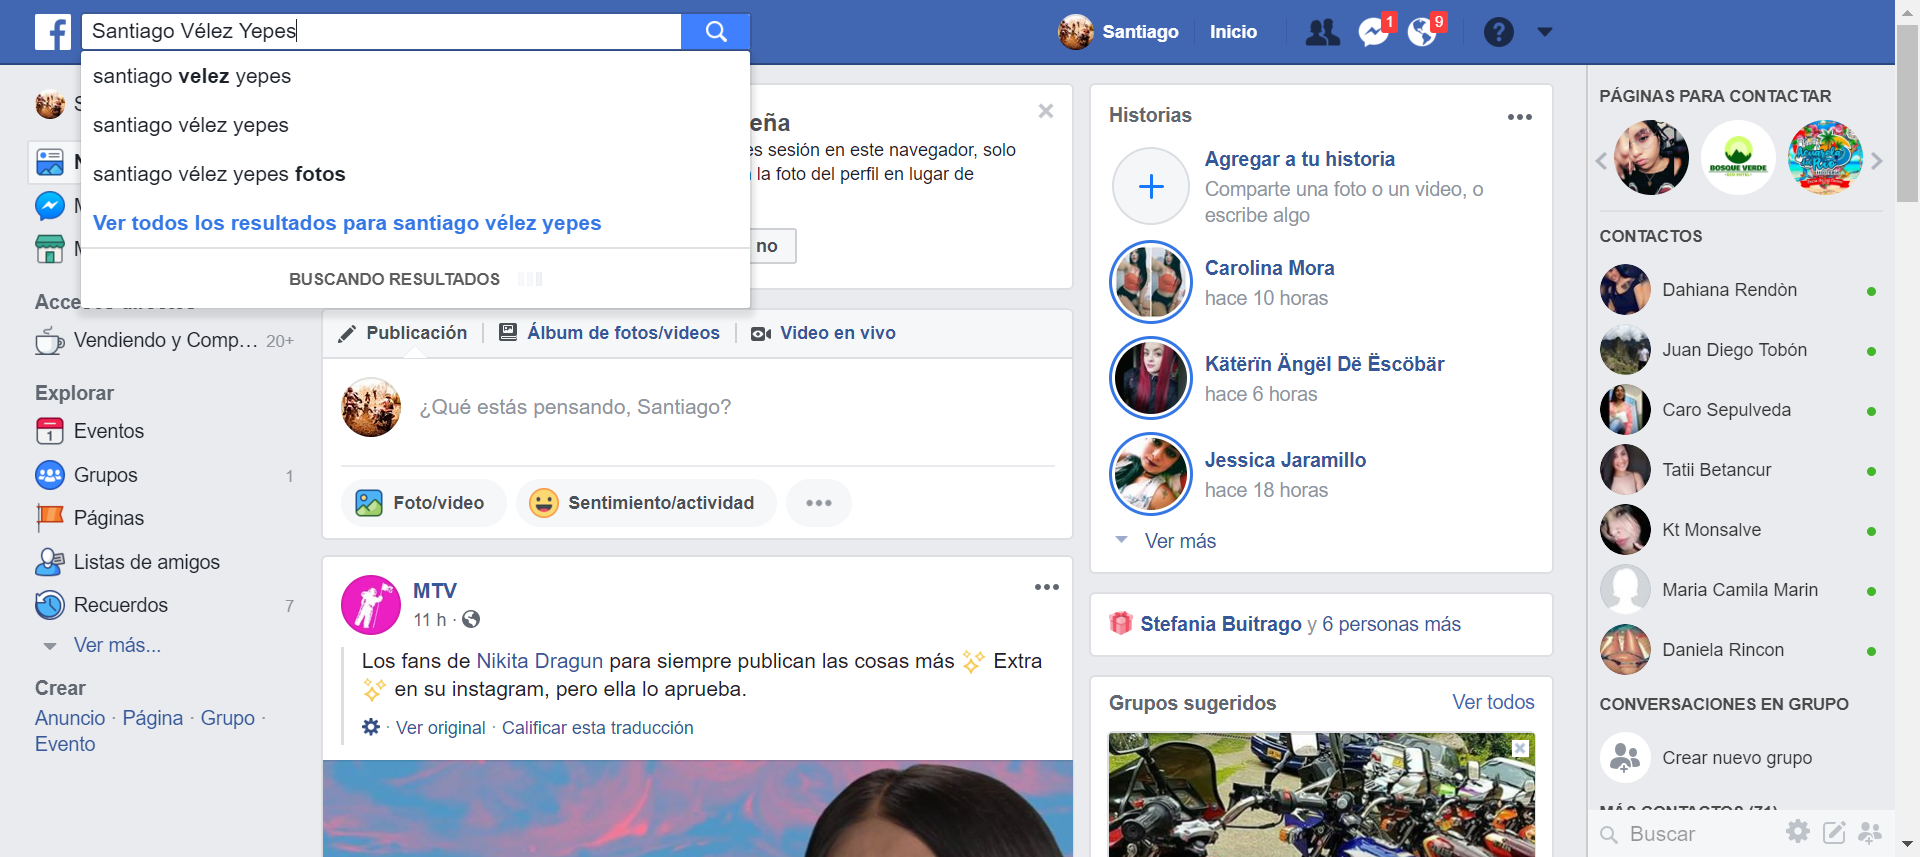 Santiago Vélez Yepes
Santiago
Inicio
1
9
santiago velez yepes
santiago vélez yepes
santiago vélez yepes fotos
Ver todos los resultados para santiago vélez yepes
BUSCANDO RESULTADOS
S
N
M
M
Vendiendo y Comp... 20+
Explorar
1
Eventos
Grupos 1
Páginas
Listas de amigos
Recuerdos 7
Ver más...
Crear
Anuncio · Página · Grupo ·
Evento
eña
es sesión en este navegador, solo
la foto del perfil en lugar de
no
Publicación
Álbum de fotos/videos
Video en vivo
¿Qué estás pensando, Santiago?
Foto/video
Sentimiento/actividad
MTV
11 h ·
Los fans de Nikita Dragun para siempre publican las cosas más ✨ Extra
✨ en su instagram, pero ella lo aprueba.
· Ver original · Calificar esta traducción
Historias
Agregar a tu historia
Comparte una foto o un video, o
escribe algo
Carolina Mora
hace 10 horas
Kätërïn Ängël Dë Ëscöbär
hace 6 horas
Jessica Jaramillo
hace 18 horas
Ver más
Stefania Buitrago y 6 personas más
Grupos sugeridos
Ver todos
PÁGINAS PARA CONTACTAR
BOSQUE VERDE
CONTACTOS
Dahiana Rendòn
Juan Diego Tobón
Caro Sepulveda
Tatii Betancur
Kt Monsalve
Maria Camila Marin
Daniela Rincon
CONVERSACIONES EN GRUPO
Crear nuevo grupo
MÁS CONTACTOS (71)
Buscar